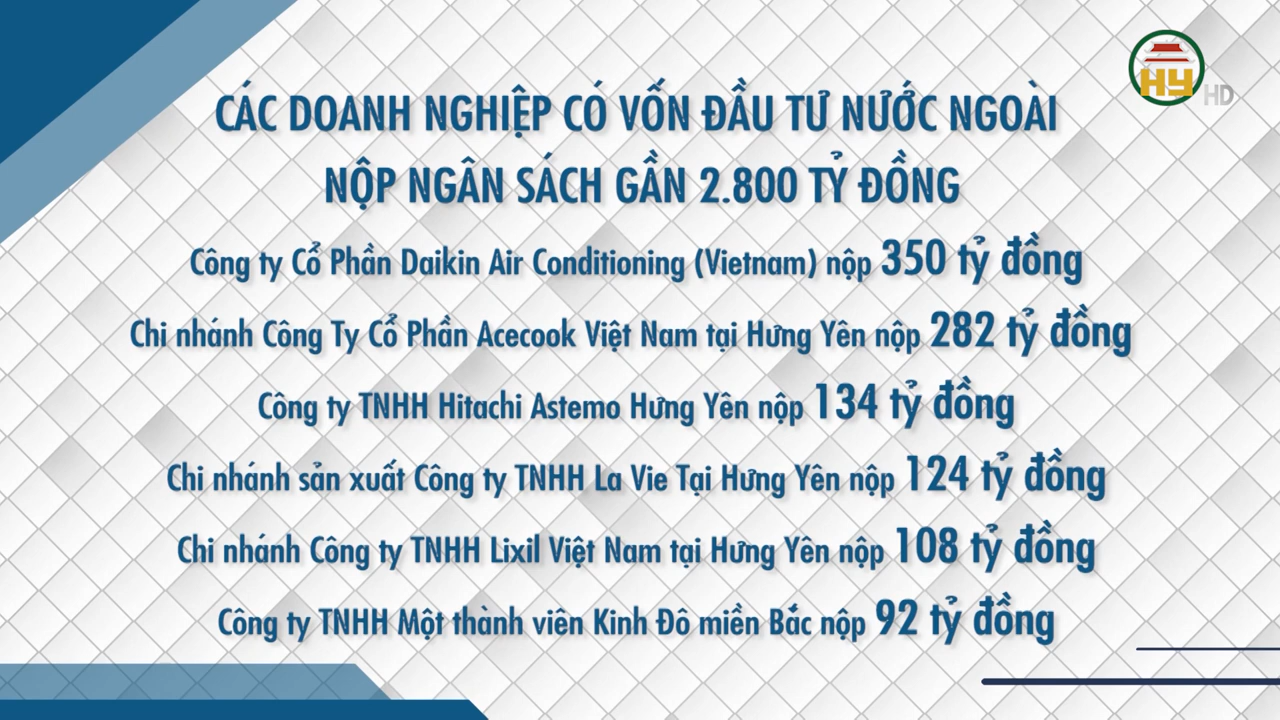 HY HD
CÁC DOANH NGHIỆP CÓ VỐN ĐẦU TƯ NƯỚC NGOÀI
NỘP NGÂN SÁCH GẦN 2.800 TỶ ĐỒNG
Công ty Cổ Phần Daikin Air Conditioning (Vietnam) nộp 350 tỷ đồng
Chi nhánh Công Ty Cổ Phần Acecook Việt Nam tại Hưng Yên nộp 282 tỷ đồng
Công ty TNHH Hitachi Astemo Hưng Yên nộp 134 tỷ đồng
Chi nhánh sản xuất Công ty TNHH La Vie Tại Hưng Yên nộp 124 tỷ đồng
Chi nhánh Công ty TNHH Lixil Việt Nam tại Hưng Yên nộp 108 tỷ đồng
Công ty TNHH Một thành viên Kinh Đô miền Bắc nộp 92 tỷ đồng